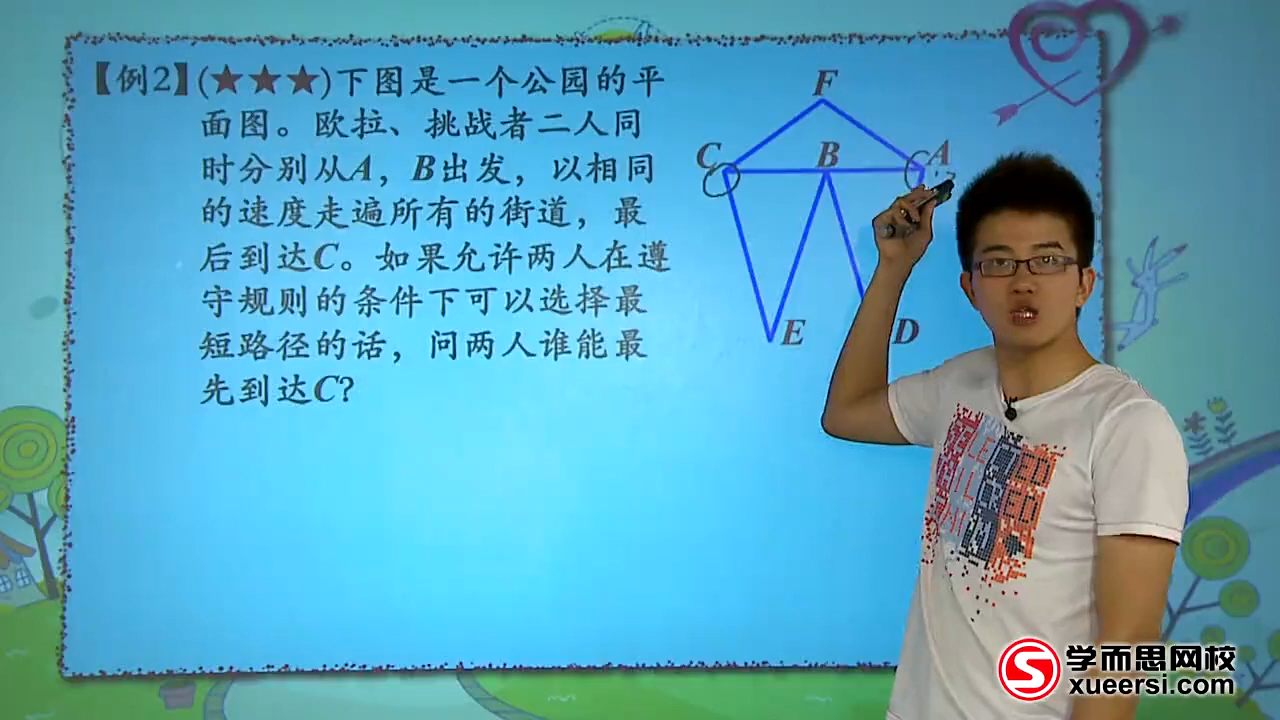 【例2】(★★★)下图是一个公园的平
面图。欧拉、挑战者二人同
时分别从A，B出发，以相同
的速度走遍所有的街道，最
后到达C。如果允许两人在遵
守规则的条件下可以选择最
短路径的话，问两人谁能最
先到达C？
F
C B A
E D
学而思网校
xueersi.com